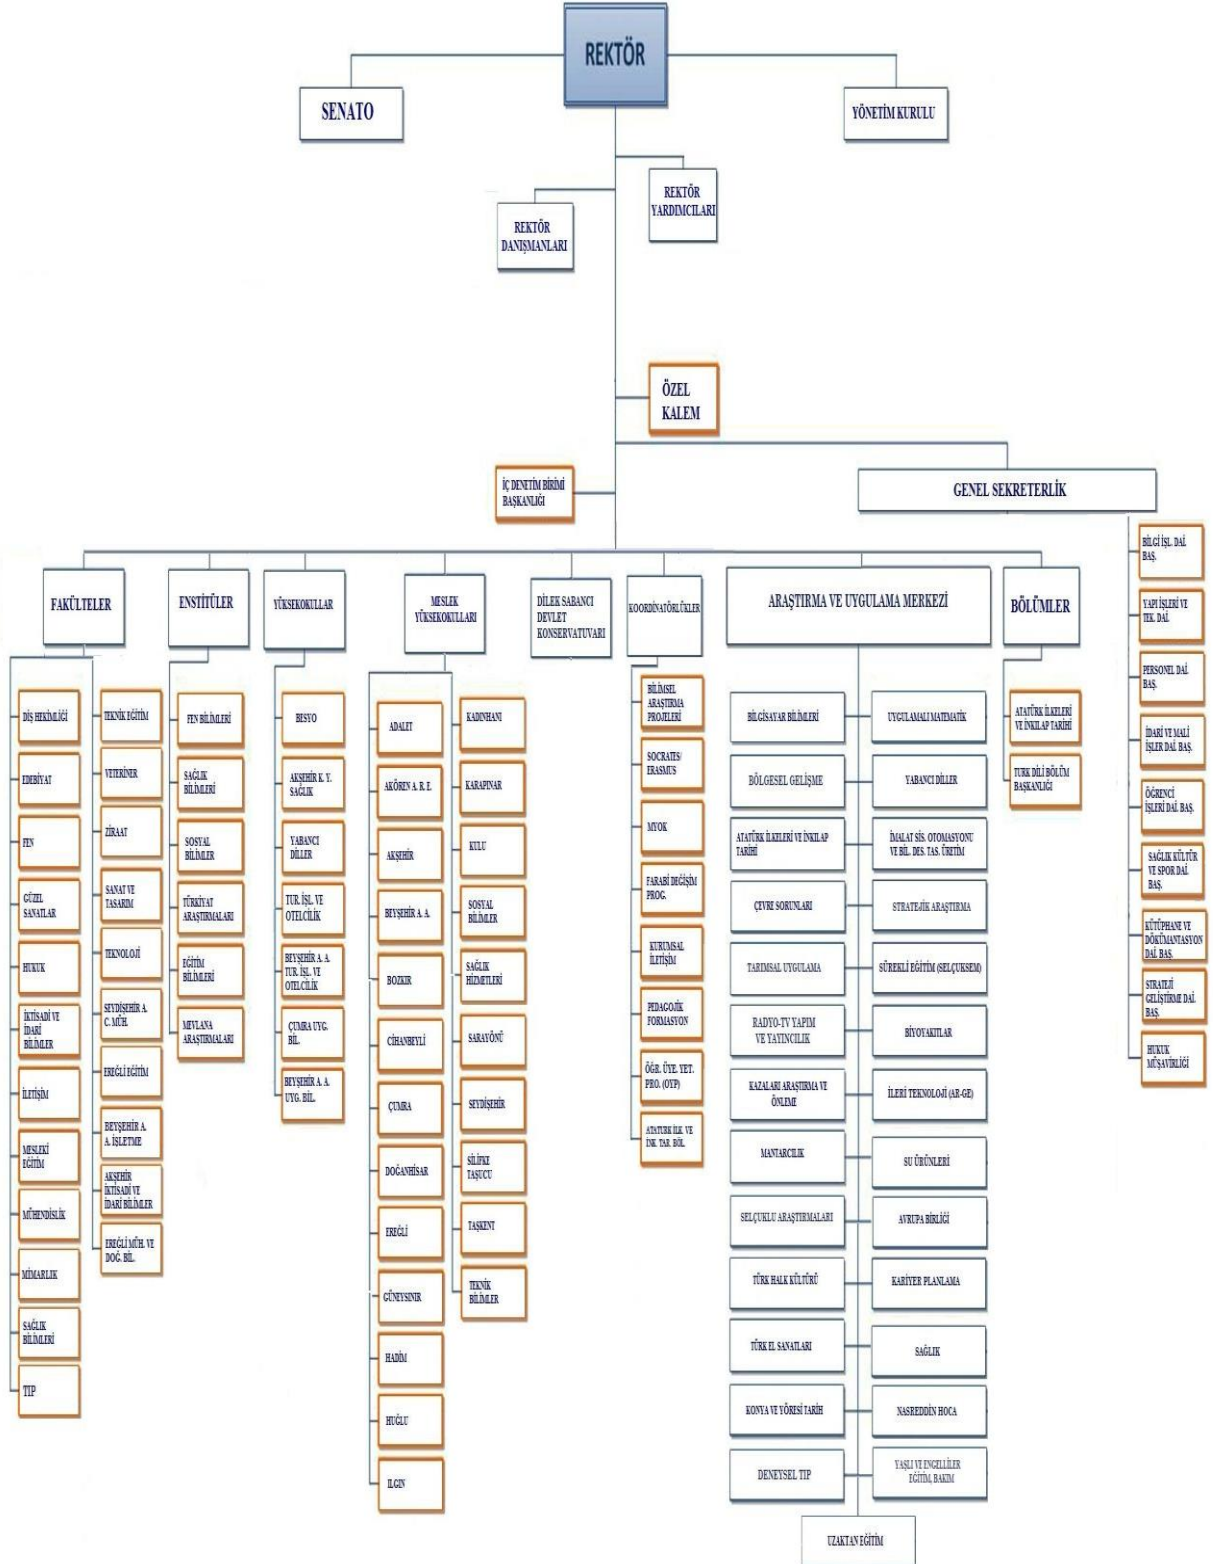 REKTÖR
SENATO
YÖNETİM KURULU
REKTÖR
YARDIMCILARI
REKTÖR
DANIŞMANLARI
ÖZEL
KALEM
İÇ DENETİM BİRİMİ
BAŞKANLIĞI
GENEL SEKRETERLİK
BİLGİ İŞL. DAİ.
BAŞ.
YAPI İŞLERİ VE
TEK. DAİ.
PERSONEL DAİ.
BAŞ.
İDARİ VE MALİ
İŞLER DAİ. BAŞ.
ÖĞRENCİ
İŞLERİ DAİ. BAŞ.
SAĞLIK KÜLTÜR
VE SPOR DAİ.
BAŞ.
KÜTÜPHANE VE
DÖKÜMANTASYON
DAİ. BAŞ.
STRATEJİ
GELİŞTİRME DAİ.
BAŞ.
HUKUK
MÜŞAVİRLİĞİ
FAKÜLTELER
DİŞ HEKİMLİĞİ
EDEBİYAT
FEN
GÜZEL
SANATLAR
HUKUK
İKTİSADİ VE
İDARİ
BİLİMLER
İLETİŞİM
MESLEKİ
EĞİTİM
MÜHENDİSLİK
MİMARLIK
SAĞLIK
BİLİMLERİ
TIP
TEKNİK EĞİTİM
VETERİNER
ZİRAAT
SANAT VE
TASARIM
TEKNOLOJİ
SEYDİŞEHİR A.
C. MÜH.
EREĞLİ EĞİTİM
BEYŞEHİR A.
A. İŞLETME
AKŞEHİR
İKTİSADİ VE
İDARİ BİLİMLER
EREĞLİ MÜH. VE
DOĞ. BİL.
ENSTİTÜLER
FEN BİLİMLERİ
SAĞLIK
BİLİMLERİ
SOSYAL
BİLİMLER
TÜRKİYAT
ARAŞTIRMALARI
EĞİTİM
BİLİMLERİ
MEVLANA
ARAŞTIRMALARI
YÜKSEKOKULLAR
BESYO
AKŞEHİR K. Y.
SAĞLIK
YABANCI
DİLLER
TUR. İŞL. VE
OTELCİLİK
BEYŞEHİR A. A.
TUR. İŞL. VE
OTELCİLİK
ÇUMRA UYG.
BİL.
BEYŞEHİR A. A.
UYG. BİL.
MESLEK
YÜKSEKOKULLARI
ADALET
AKÖREN A. R. E.
AKŞEHİR
BEYŞEHİR A. A.
BOZKIR
CİHANBEYLİ
ÇUMRA
DOĞANHİSAR
EREĞLİ
GÜNEYSINIR
HADİM
HUĞLU
ILGIN
KADINHANI
KARAPINAR
KULU
SOSYAL
BİLİMLER
SAĞLIK
HİZMETLERİ
SARAYÖNÜ
SEYDİŞEHİR
SİLİFKE
TAŞUCU
TAŞKENT
TEKNİK
BİLİMLER
DİLEK SABANCI
DEVLET
KONSERVATUVARI
KOORDİNATÖRLÜKLER
BİLİMSEL
ARAŞTIRMA
PROJELERİ
SOCRATES/
ERASMUS
MYOK
FARABİ DEĞİŞİM
PROG.
KURUMSAL
İLETİŞİM
PEDAGOJİK
FORMASYON
ÖĞR. ÜYE. YET.
PRO. (OYP)
ATATURK İLK. VE
İNK. TAR. BÖL.
ARAŞTIRMA VE UYGULAMA MERKEZİ
BİLGİSAYAR BİLİMLERİ
UYGULAMALI MATEMATİK
BÖLGESEL GELİŞME
YABANCI DİLLER
ATATÜRK İLKELERİ VE İNKILAP
TARİHİ
İMALAT SİS. OTOMASYONU
VE BİL. DES. TAS. ÜRETİM
ÇEVRE SORUNLARI
STRATEJİK ARAŞTIRMA
TARIMSAL UYGULAMA
SÜREKLİ EĞİTİM (SELÇUKSEM)
RADYO-TV YAPIM
VE YAYINCILIK
BİYOYAKITLAR
KAZALARI ARAŞTIRMA VE
ÖNLEME
İLERİ TEKNOLOJİ (AR-GE)
MANTARCILIK
SU ÜRÜNLERİ
SELÇUKLU ARAŞTIRMALARI
AVRUPA BİRLİĞİ
TÜRK HALK KÜLTÜRÜ
KARİYER PLANLAMA
TÜRK EL SANATLARI
SAĞLIK
KONYA VE YÖRESİ TARİH
NASREDDİN HOCA
DENEYSEL TIP
YAŞLI VE ENGELLİLER
EĞİTİM, BAKIM
UZAKTAN EĞİTİM
BÖLÜMLER
ATATÜRK İLKELERİ
VE İNKILAP TARİHİ
TURK DİLİ BÖLÜM
BAŞKANLIĞI